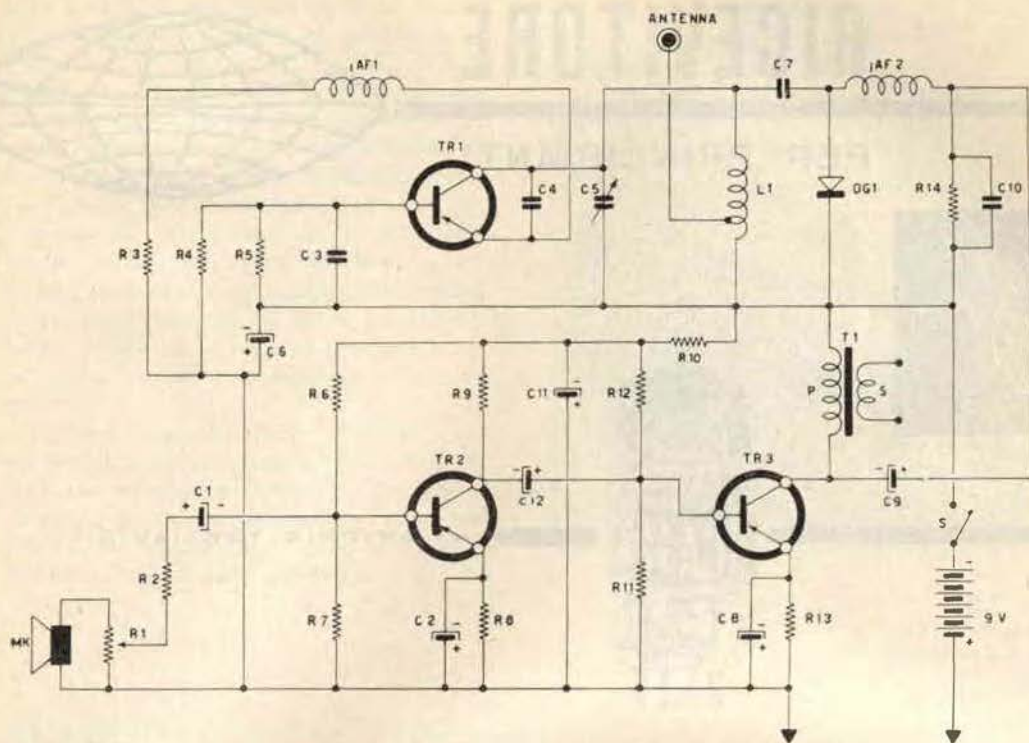 ANTENNA
JAF1
C7
JAF2
TR1
C4
C5
L1
DG1
R14
C10
R3
R4
R5
C3
- + C6
R10
T1
R6
R9
C11 - +
R12
P
S
TR2
TR3
C1 + -
- + C12
- + C9
R2
R11
S
MK
R1
R7
C2 - +
R8
C8 - +
R13
- 9V +